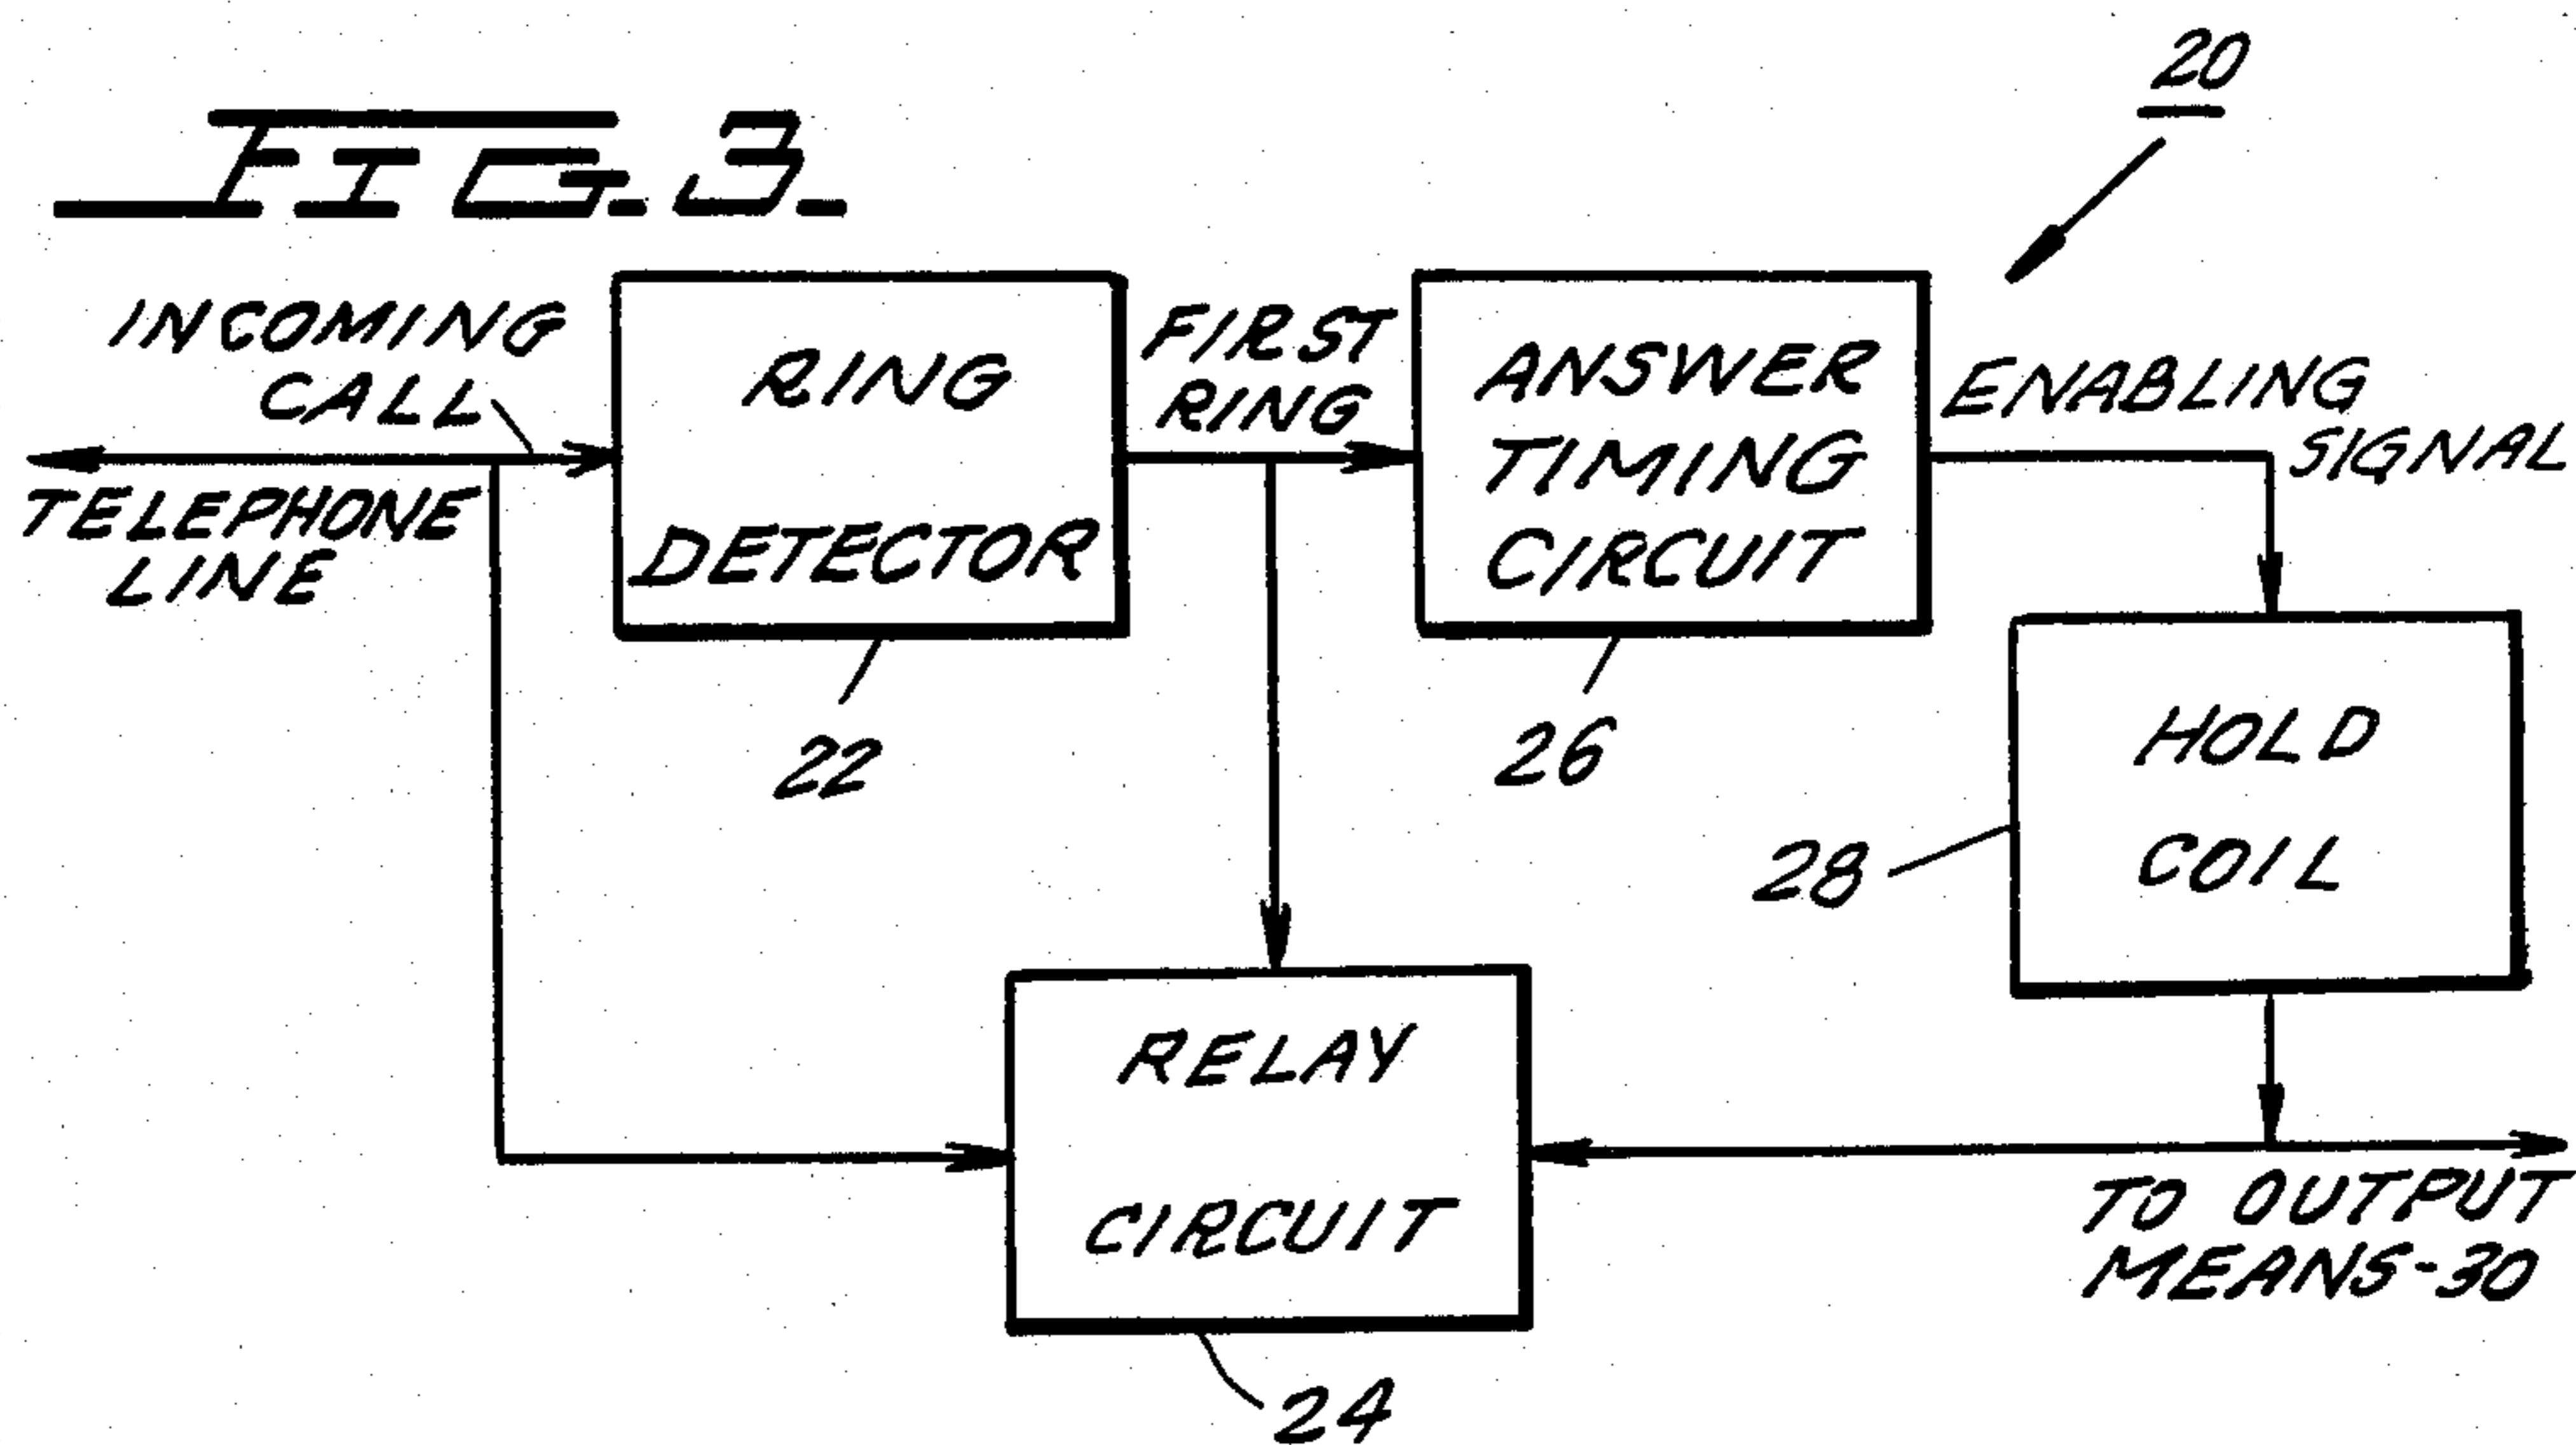 FIG. 3.
20
INCOMING
CALL
TELEPHONE
LINE
RING
DETECTOR
22
FIRST
RING
ANSWER
TIMING
CIRCUIT
26
ENABLING
SIGNAL
HOLD
COIL
28
RELAY
CIRCUIT
24
TO OUTPUT
MEANS-30